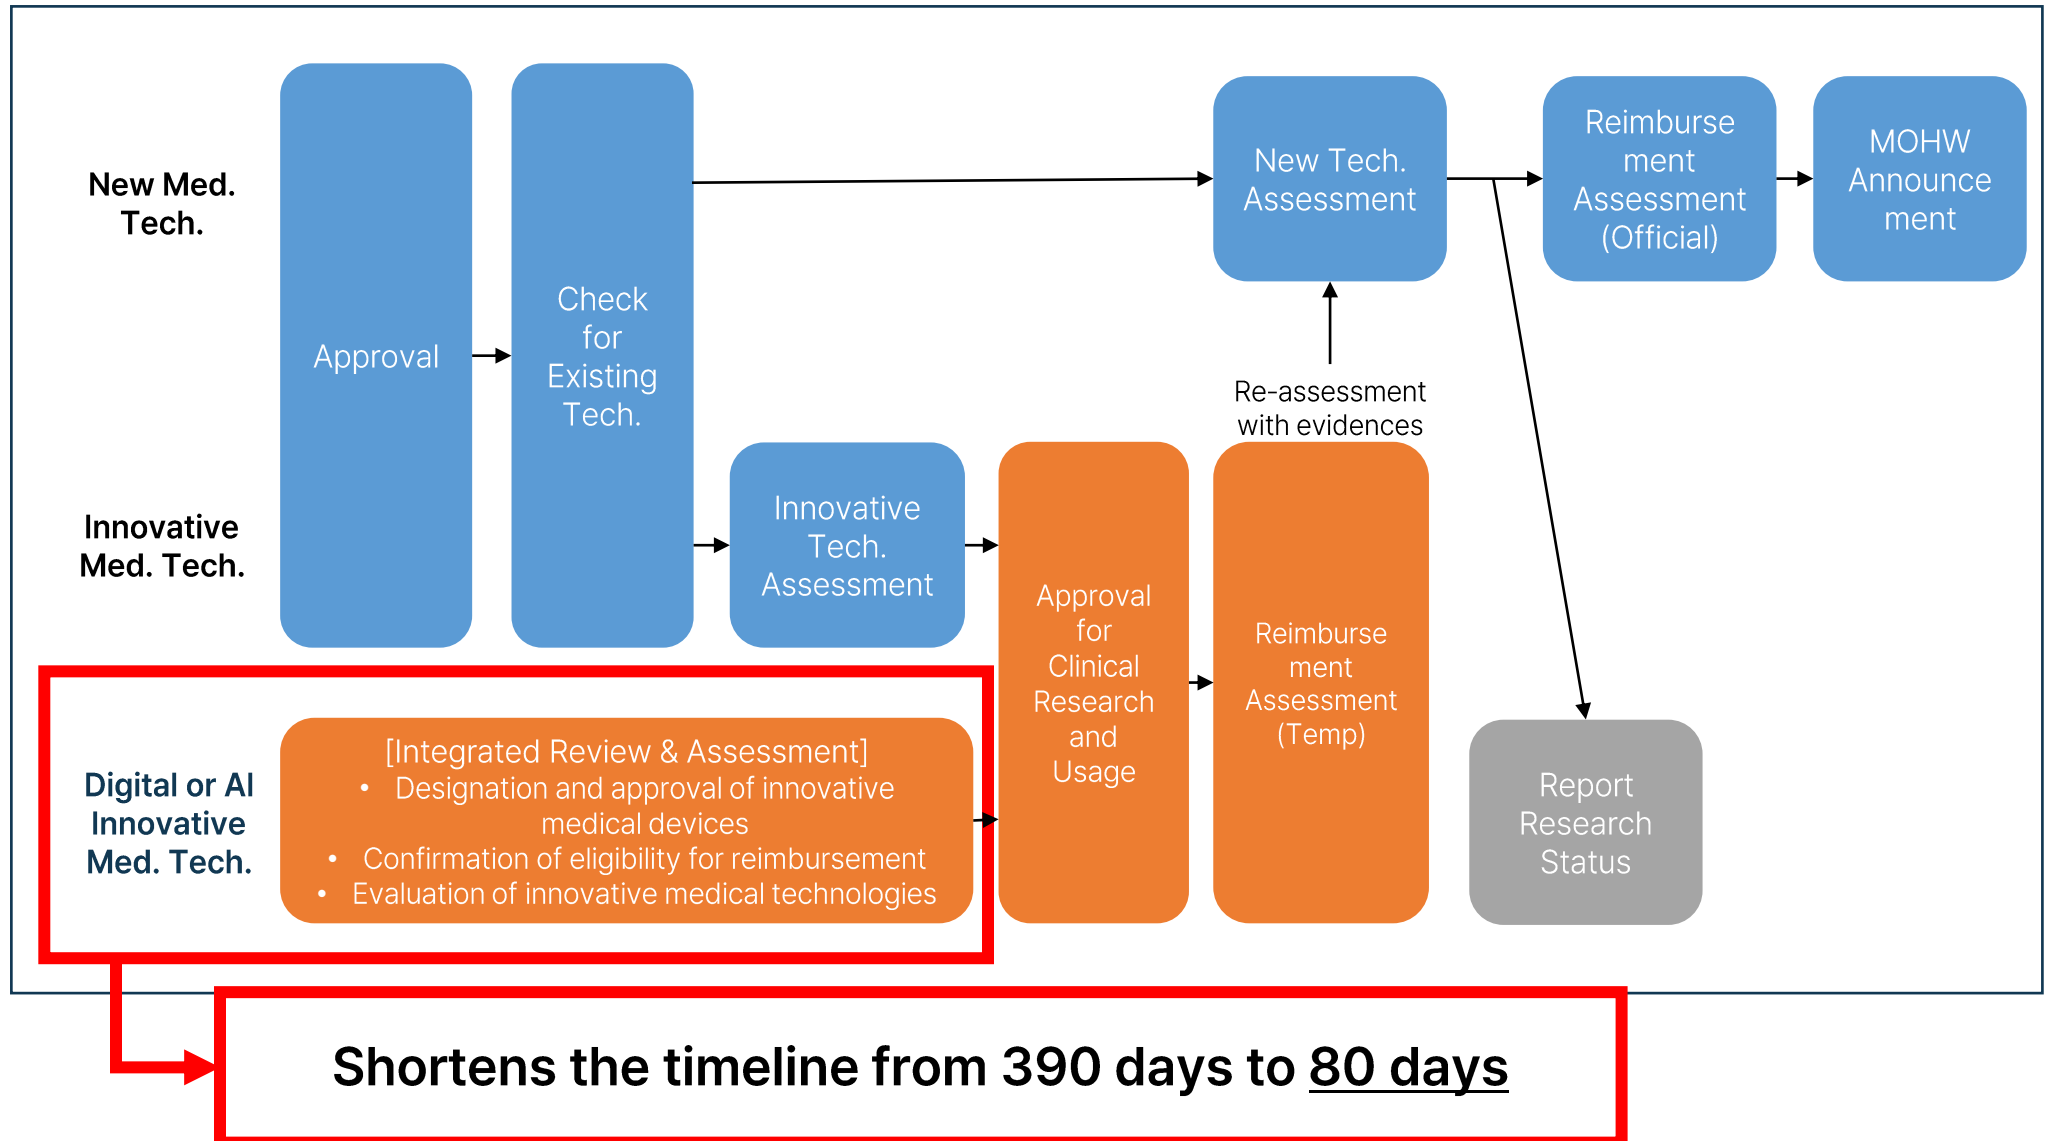 New Med.
Tech.
Approval
Check
for
Existing
Tech.
New Tech.
Assessment
Reimburse
ment
Assessment
(Official)
MOHW
Announce
ment
Re-assessment
with evidences
Innovative
Med. Tech.
Innovative
Tech.
Assessment
Approval
for
Clinical
Research
and
Usage
Reimburse
ment
Assessment
(Temp)
Digital or AI
Innovative
Med. Tech.
[Integrated Review & Assessment]
• Designation and approval of innovative
medical devices
• Confirmation of eligibility for reimbursement
• Evaluation of innovative medical technologies
Report
Research
Status
Shortens the timeline from 390 days to 80 days